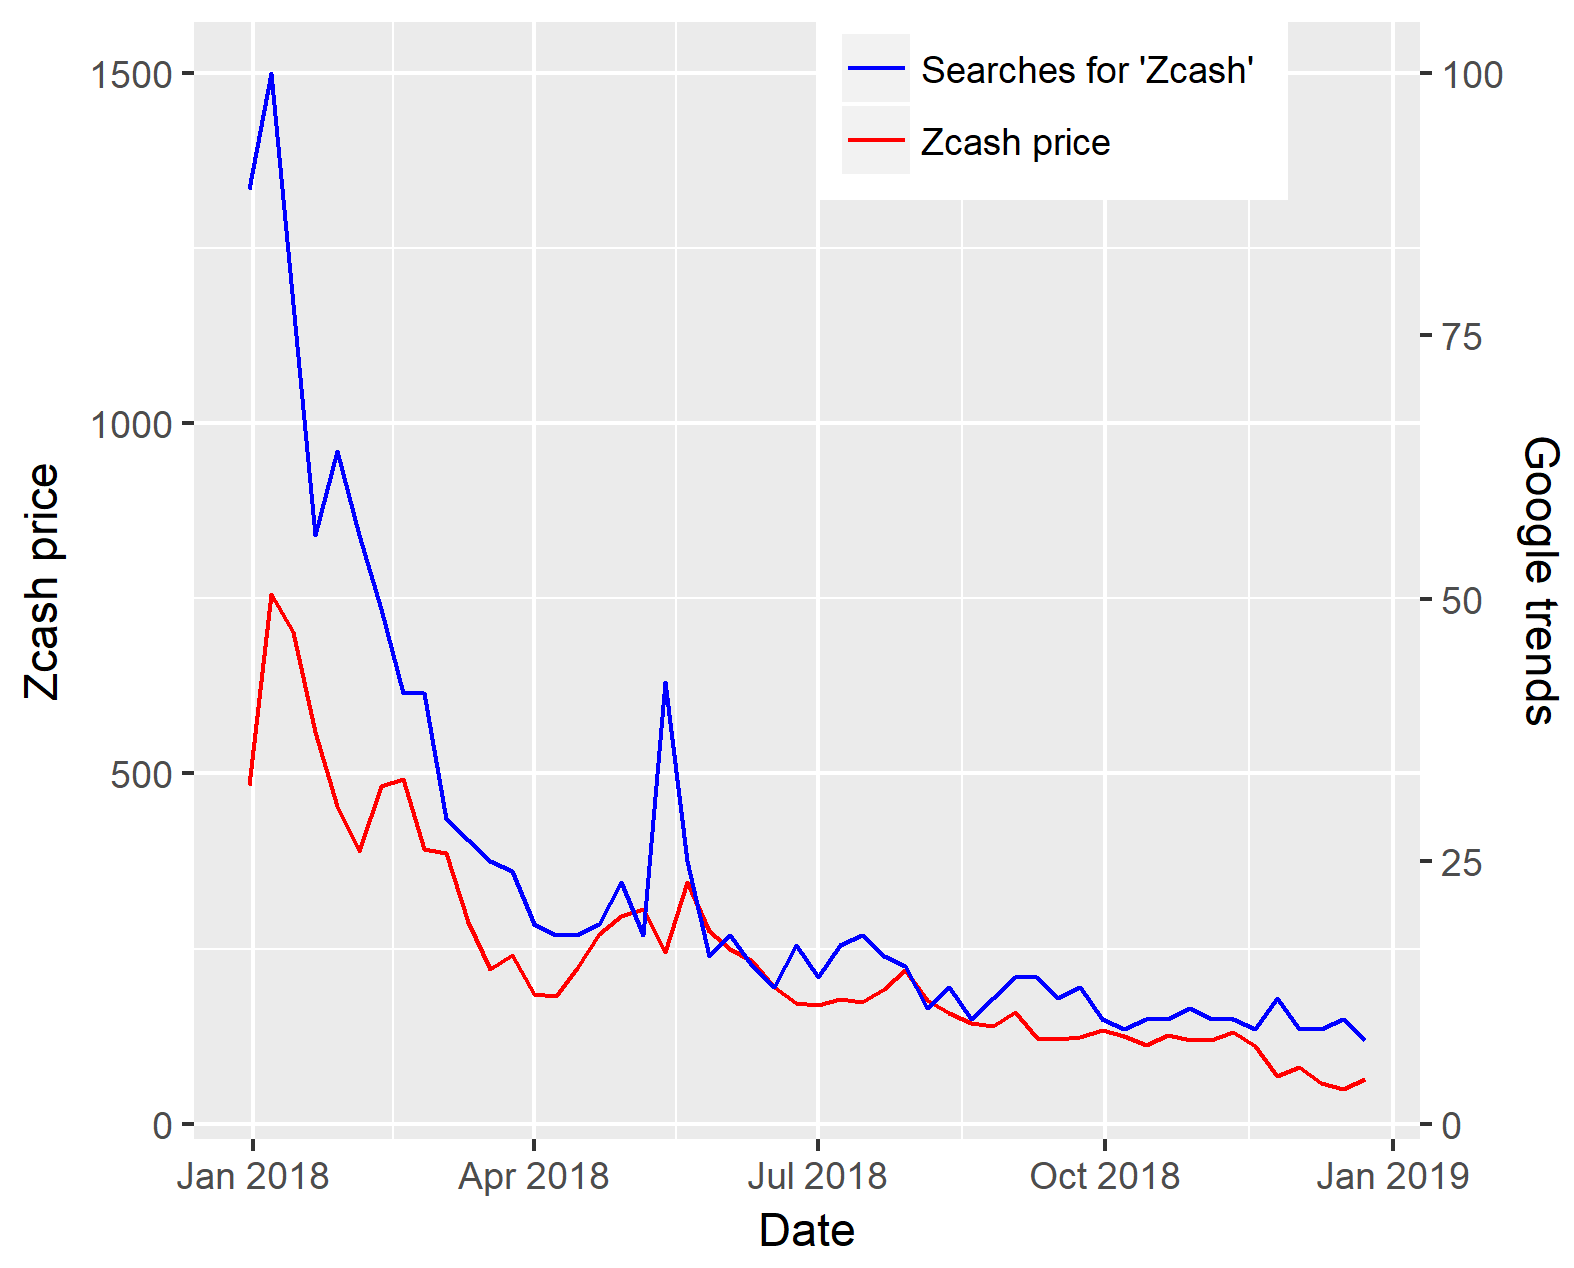 Searches for 'Zcash'
Zcash price
1500
1000
500
0
Zcash price
100
75
50
25
0
Google trends
Jan 2018
Apr 2018
Jul 2018
Oct 2018
Jan 2019
Date